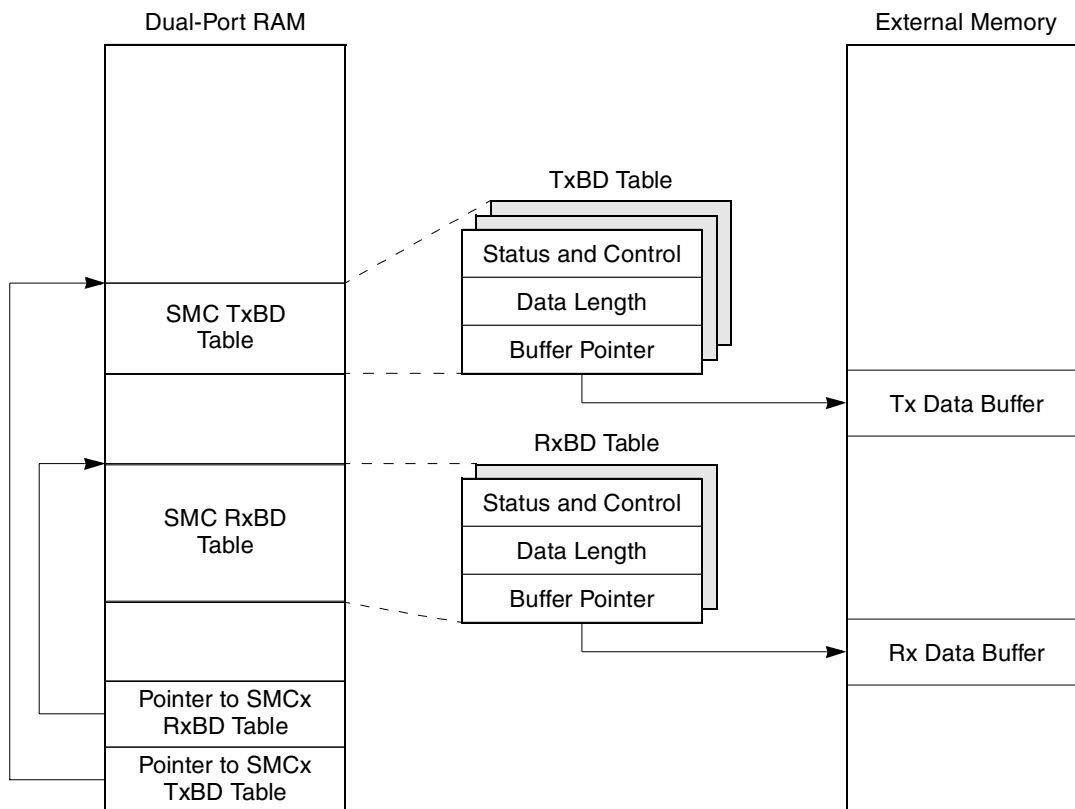 Dual-Port RAM
External Memory
TxBD Table
Status and Control
Data Length
Buffer Pointer
SMC TxBD
Table
Tx Data Buffer
RxBD Table
Status and Control
Data Length
Buffer Pointer
SMC RxBD
Table
Rx Data Buffer
Pointer to SMCx
RxBD Table
Pointer to SMCx
TxBD Table